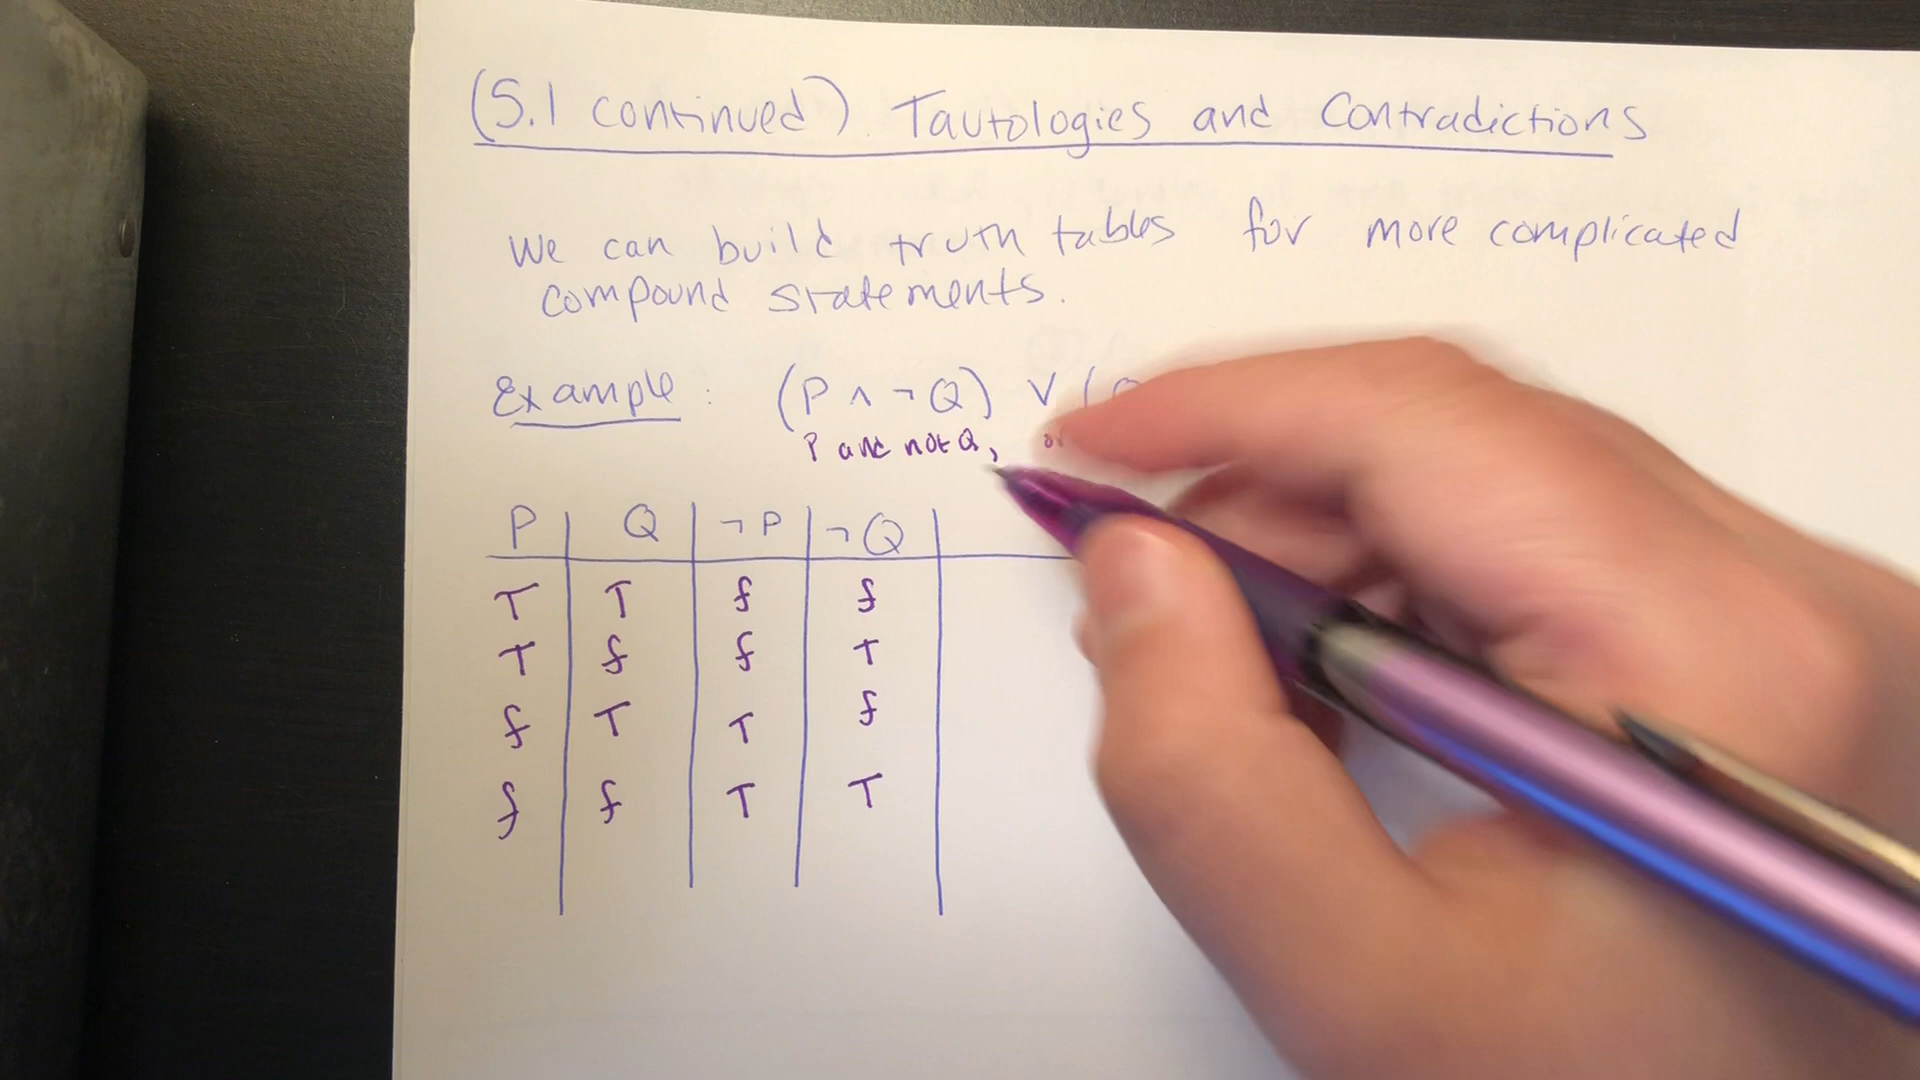 (5.1 continued) Tautologies and Contradictions
We can build truth tables for more complicated
compound statements.
Example : (P ∧ ¬Q) ∨ (
P and not Q, or
P Q ¬P ¬Q
T T f f
T f f T
f T T f
f f T T